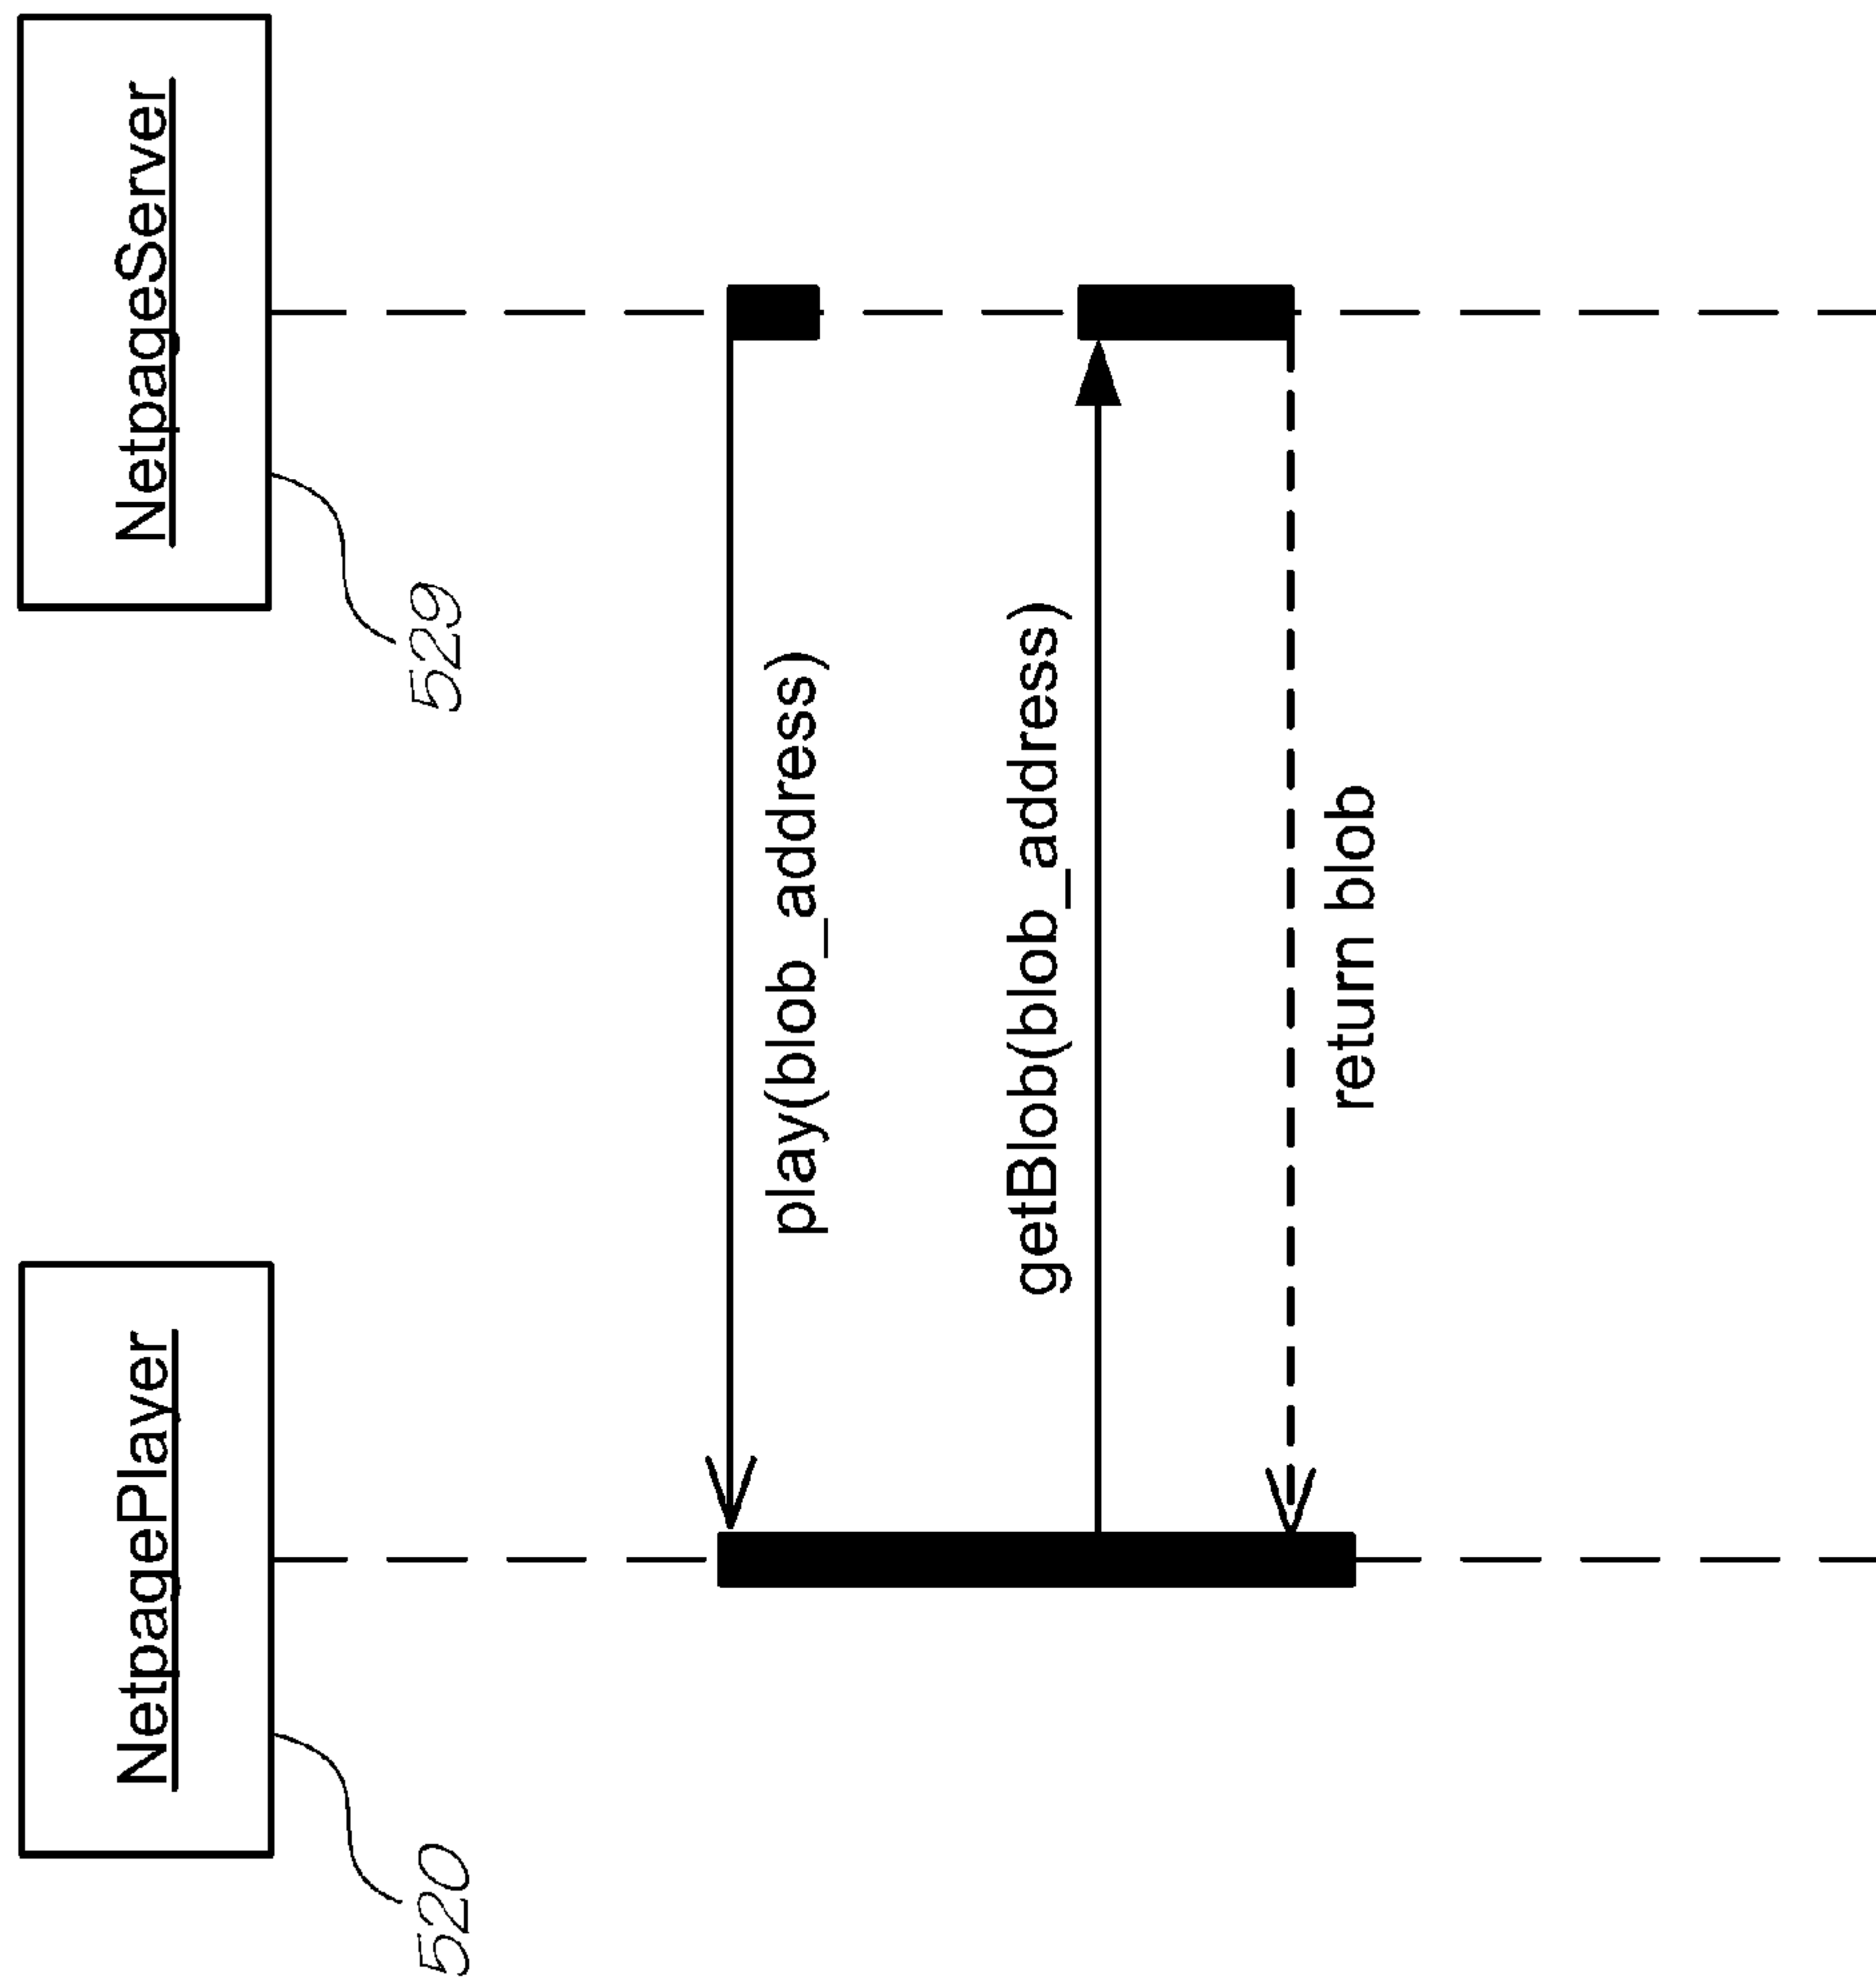 NetpagePlayer
NetpageServer
520
529
play(blob_address)
getBlob(blob_address)
return blob